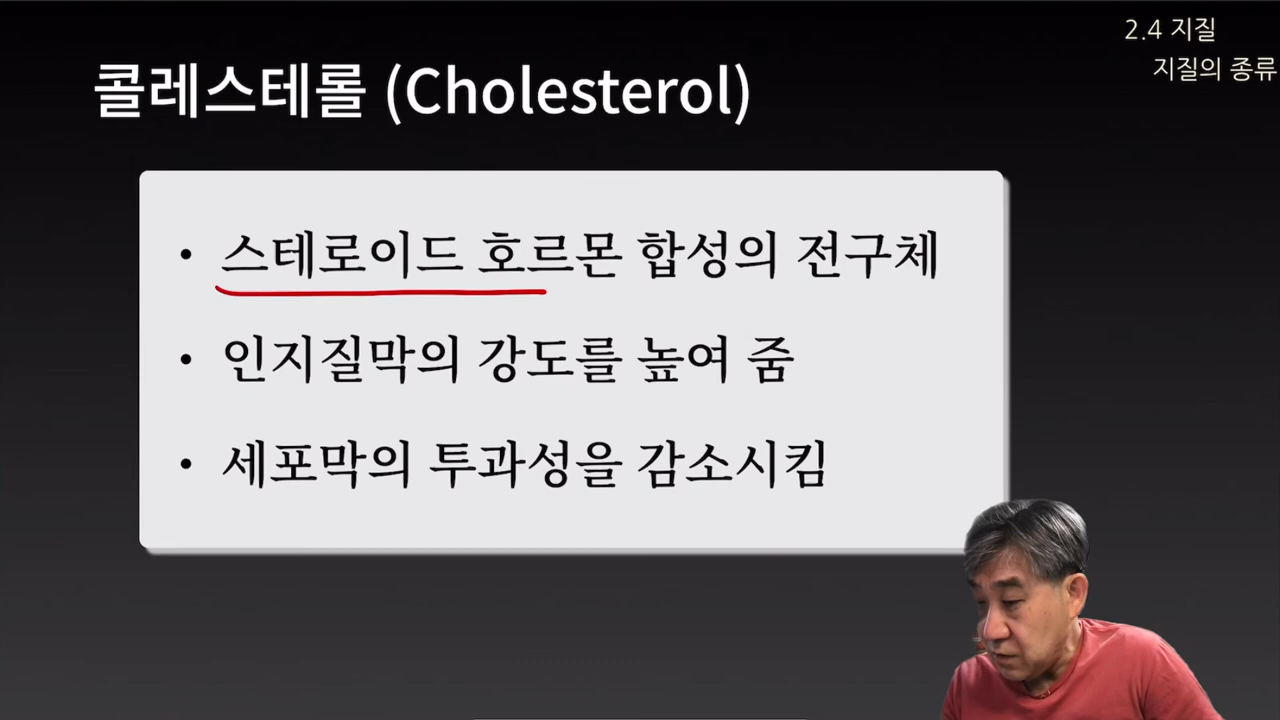 2.4 지질
지질의 종류
콜레스테롤 (Cholesterol)
• 스테로이드 호르몬 합성의 전구체
• 인지질막의 강도를 높여 줌
• 세포막의 투과성을 감소시킴